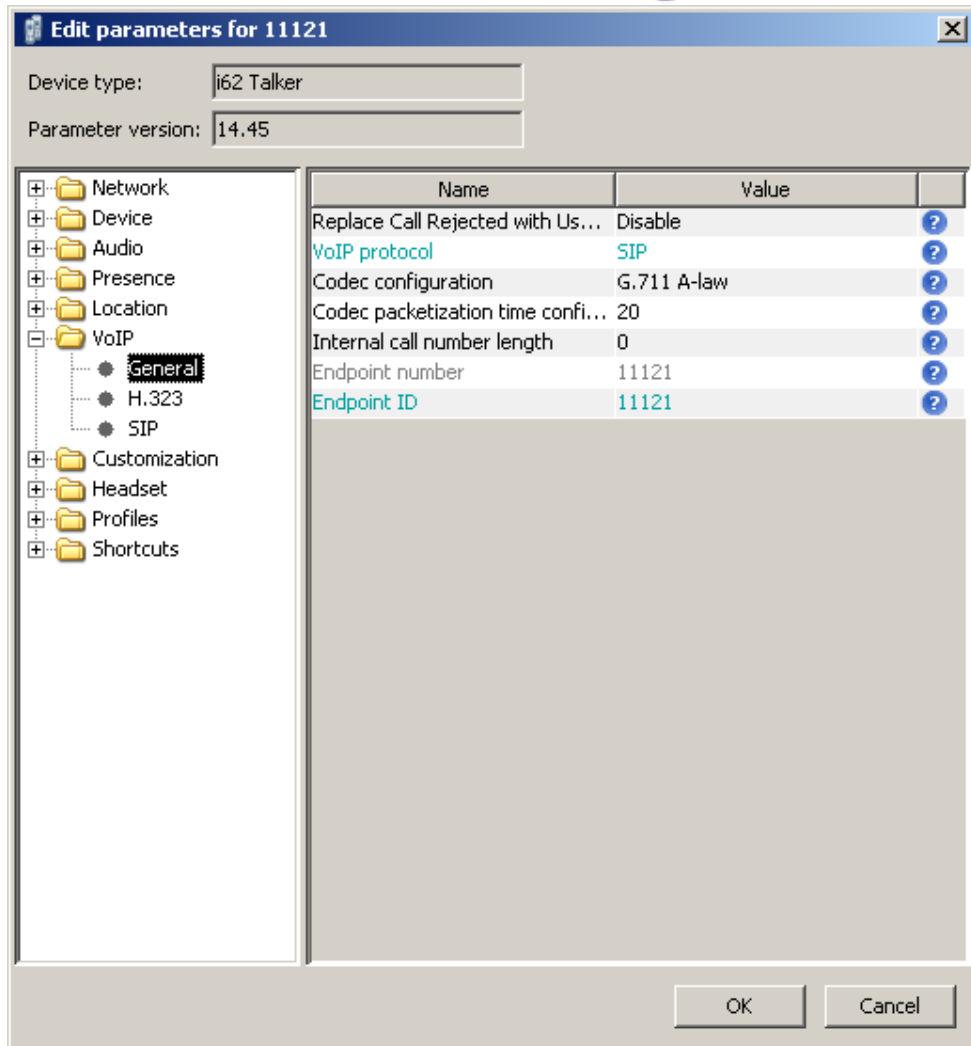 Edit parameters for 11121
Device type: i62 Talker
Parameter version: 14.45
Network
Device
Audio
Presence
Location
VoIP
General
H.323
SIP
Customization
Headset
Profiles
Shortcuts
Name Value
Replace Call Rejected with Us... Disable ?
VoIP protocol SIP ?
Codec configuration G.711 A-law ?
Codec packetization time confi... 20 ?
Internal call number length 0 ?
Endpoint number 11121 ?
Endpoint ID 11121 ?
OK Cancel